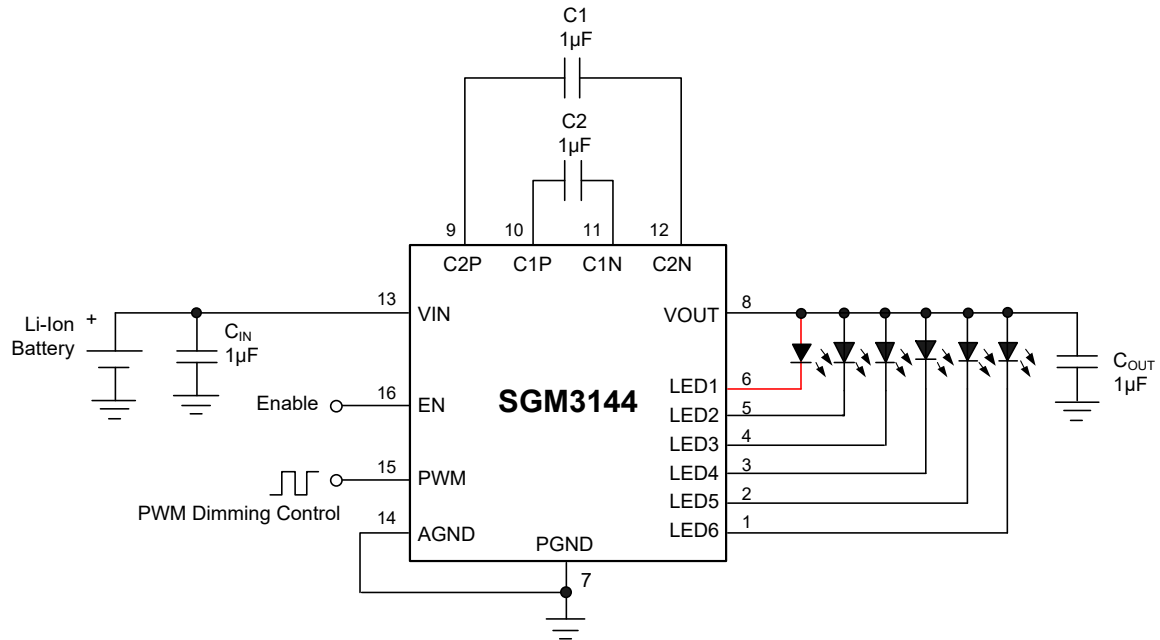 C1
1µF
C2
1µF
9
10
11
12
C2P
C1P
C1N
C2N
Li-Ion
Battery
+
C_IN
1µF
13
VIN
Enable
16
EN
15
PWM
PWM Dimming Control
14
AGND
SGM3144
PGND
7
VOUT
8
LED1
6
LED2
5
LED3
4
LED4
3
LED5
2
LED6
1
C_OUT
1µF